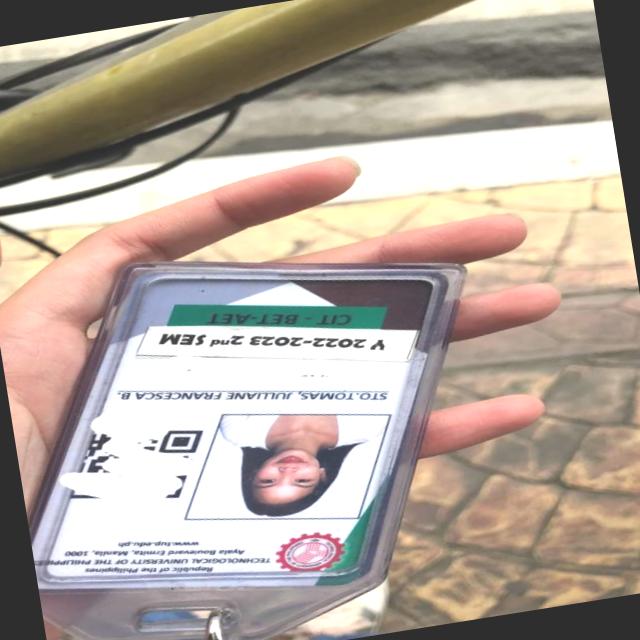 Republic of the Philippines
TECHNOLOGICAL UNIVERSITY OF THE PHILIPPINES
Ayala Boulevard Ermita, Manila, 1000
www.tup.edu.ph
STO.TOMAS, JULLIANE FRANCESCA B.
Y 2022-2023 2nd SEM
CIT - BET-AET